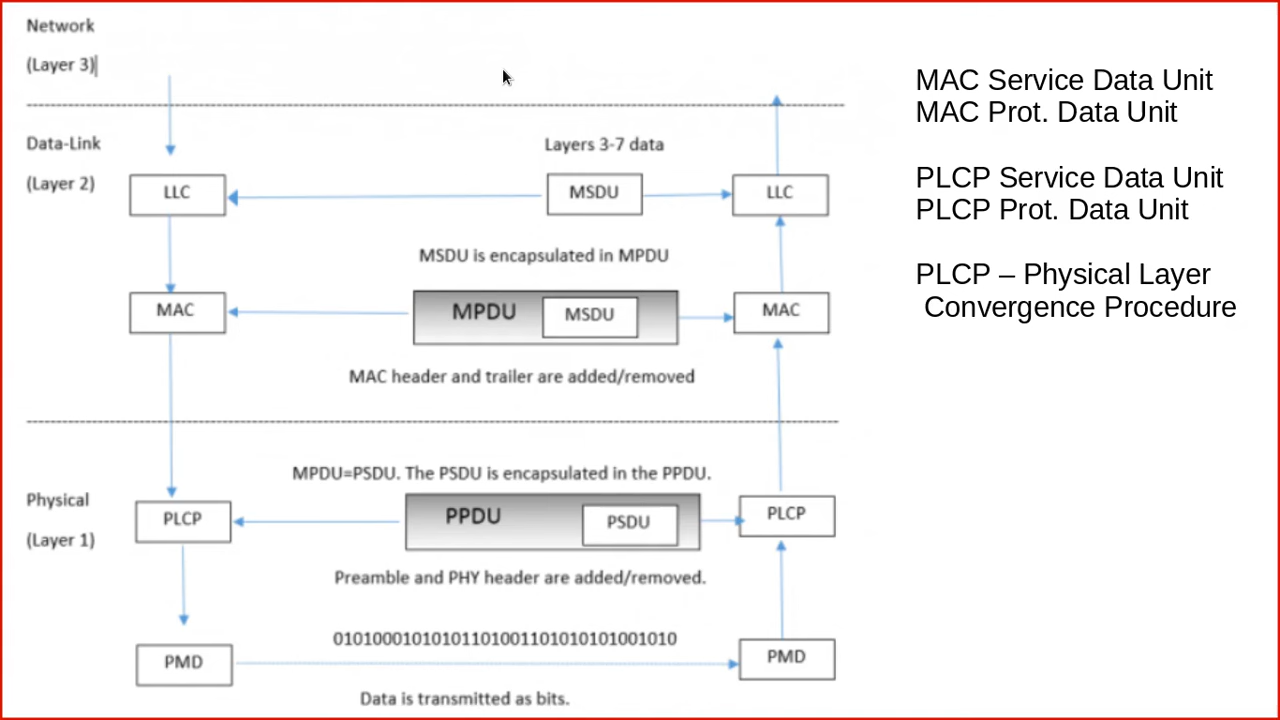 Network
(Layer 3)
Data-Link
(Layer 2)
Layers 3-7 data
LLC
MSDU
LLC
MSDU is encapsulated in MPDU
MAC
MPDU
MSDU
MAC
MAC header and trailer are added/removed
MPDU=PSDU. The PSDU is encapsulated in the PPDU.
Physical
(Layer 1)
PLCP
PPDU
PSDU
PLCP
Preamble and PHY header are added/removed.
0101000101010110100110101010101001010
PMD
PMD
Data is transmitted as bits.
MAC Service Data Unit
MAC Prot. Data Unit
PLCP Service Data Unit
PLCP Prot. Data Unit
PLCP – Physical Layer
Convergence Procedure